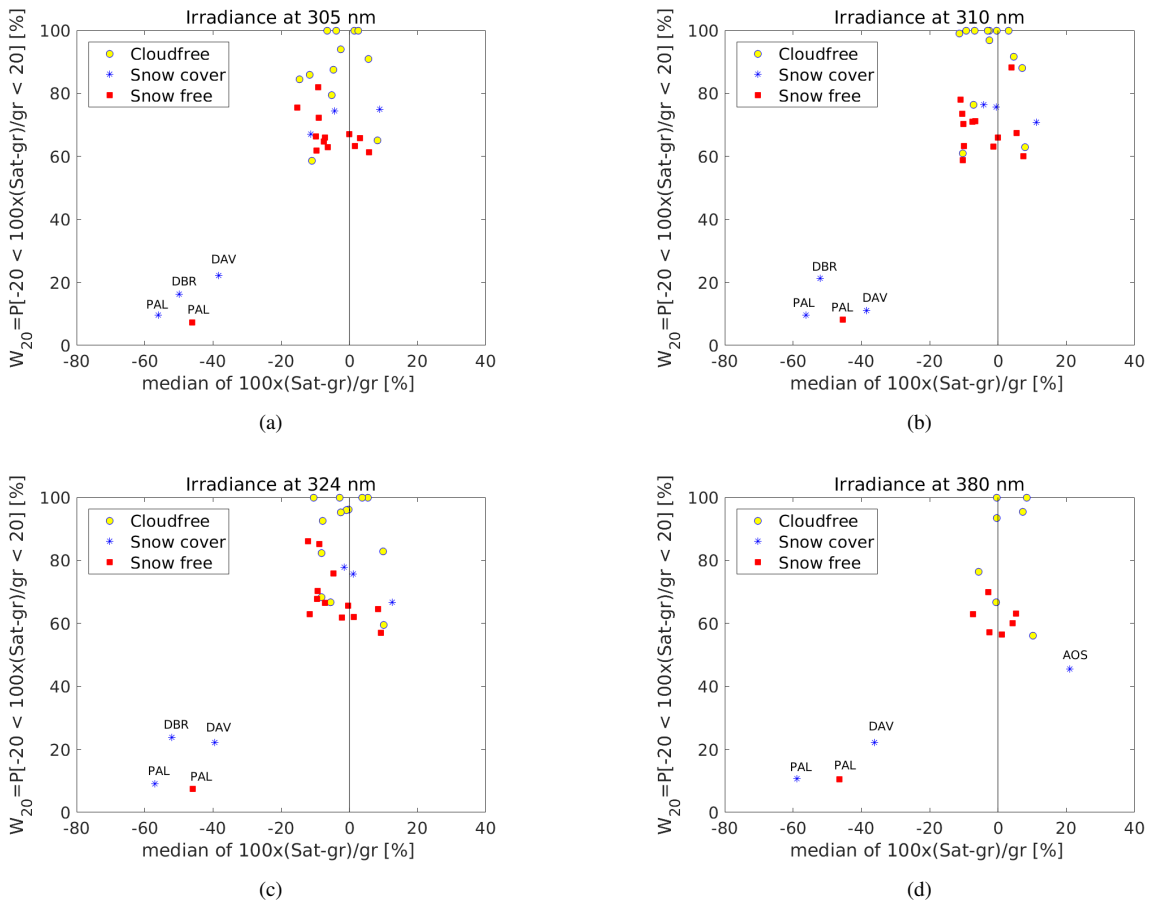 Irradiance at 305 nm
W20=P[-20 < 100x(Sat-gr)/gr < 20] [%]
100
80
60
40
20
0
Cloudfree
Snow cover
Snow free
DAV
DBR
PAL
PAL
-80 -60 -40 -20 0 20 40
median of 100x(Sat-gr)/gr [%]
(a)
Irradiance at 310 nm
W20=P[-20 < 100x(Sat-gr)/gr < 20] [%]
100
80
60
40
20
0
Cloudfree
Snow cover
Snow free
DBR
PAL
PAL
DAV
-80 -60 -40 -20 0 20 40
median of 100x(Sat-gr)/gr [%]
(b)
Irradiance at 324 nm
W20=P[-20 < 100x(Sat-gr)/gr < 20] [%]
100
80
60
40
20
0
Cloudfree
Snow cover
Snow free
DBR
DAV
PAL
PAL
-80 -60 -40 -20 0 20 40
median of 100x(Sat-gr)/gr [%]
(c)
Irradiance at 380 nm
W20=P[-20 < 100x(Sat-gr)/gr < 20] [%]
100
80
60
40
20
0
Cloudfree
Snow cover
Snow free
AOS
DAV
PAL
PAL
-80 -60 -40 -20 0 20 40
median of 100x(Sat-gr)/gr [%]
(d)